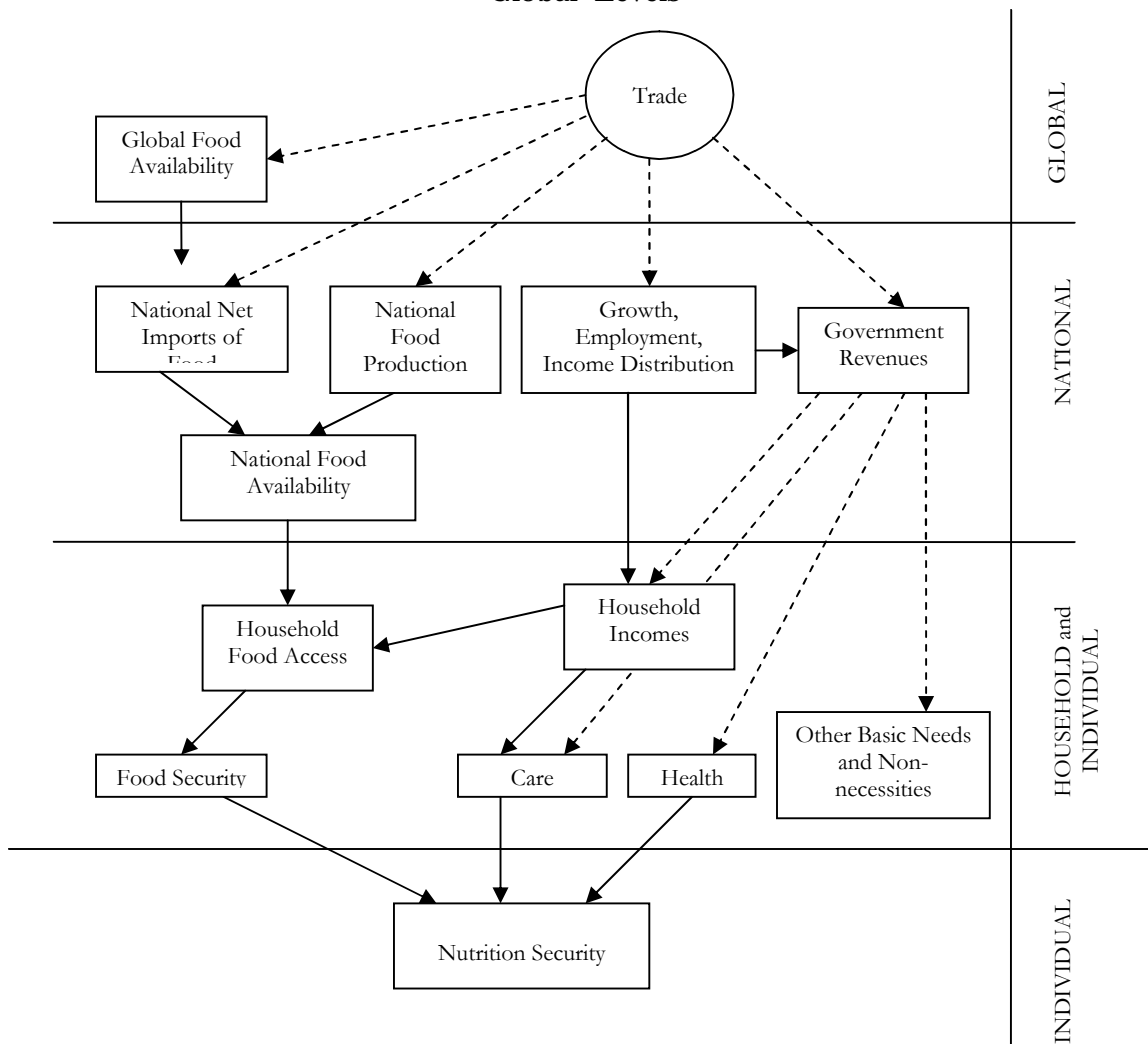 Global Levels
Trade
GLOBAL
Global Food
Availability
National Net
Imports of
Food
National
Food
Production
Growth,
Employment,
Income Distribution
Government
Revenues
NATIONAL
National Food
Availability
Household
Food Access
Household
Incomes
HOUSEHOLD and
INDIVIDUAL
Other Basic Needs
and Non-
necessities
Food Security
Care
Health
Nutrition Security
INDIVIDUAL